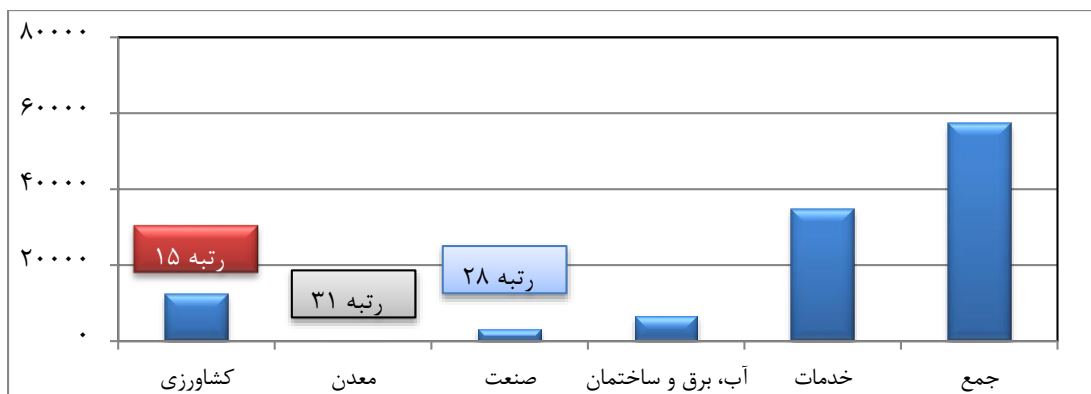 ۸۰۰۰۰
۶۰۰۰۰
۴۰۰۰۰
۲۰۰۰۰
۰
رتبه ۱۵
رتبه ۳۱
رتبه ۲۸
کشاورزی
معدن
صنعت
آب، برق و ساختمان
خدمات
جمع